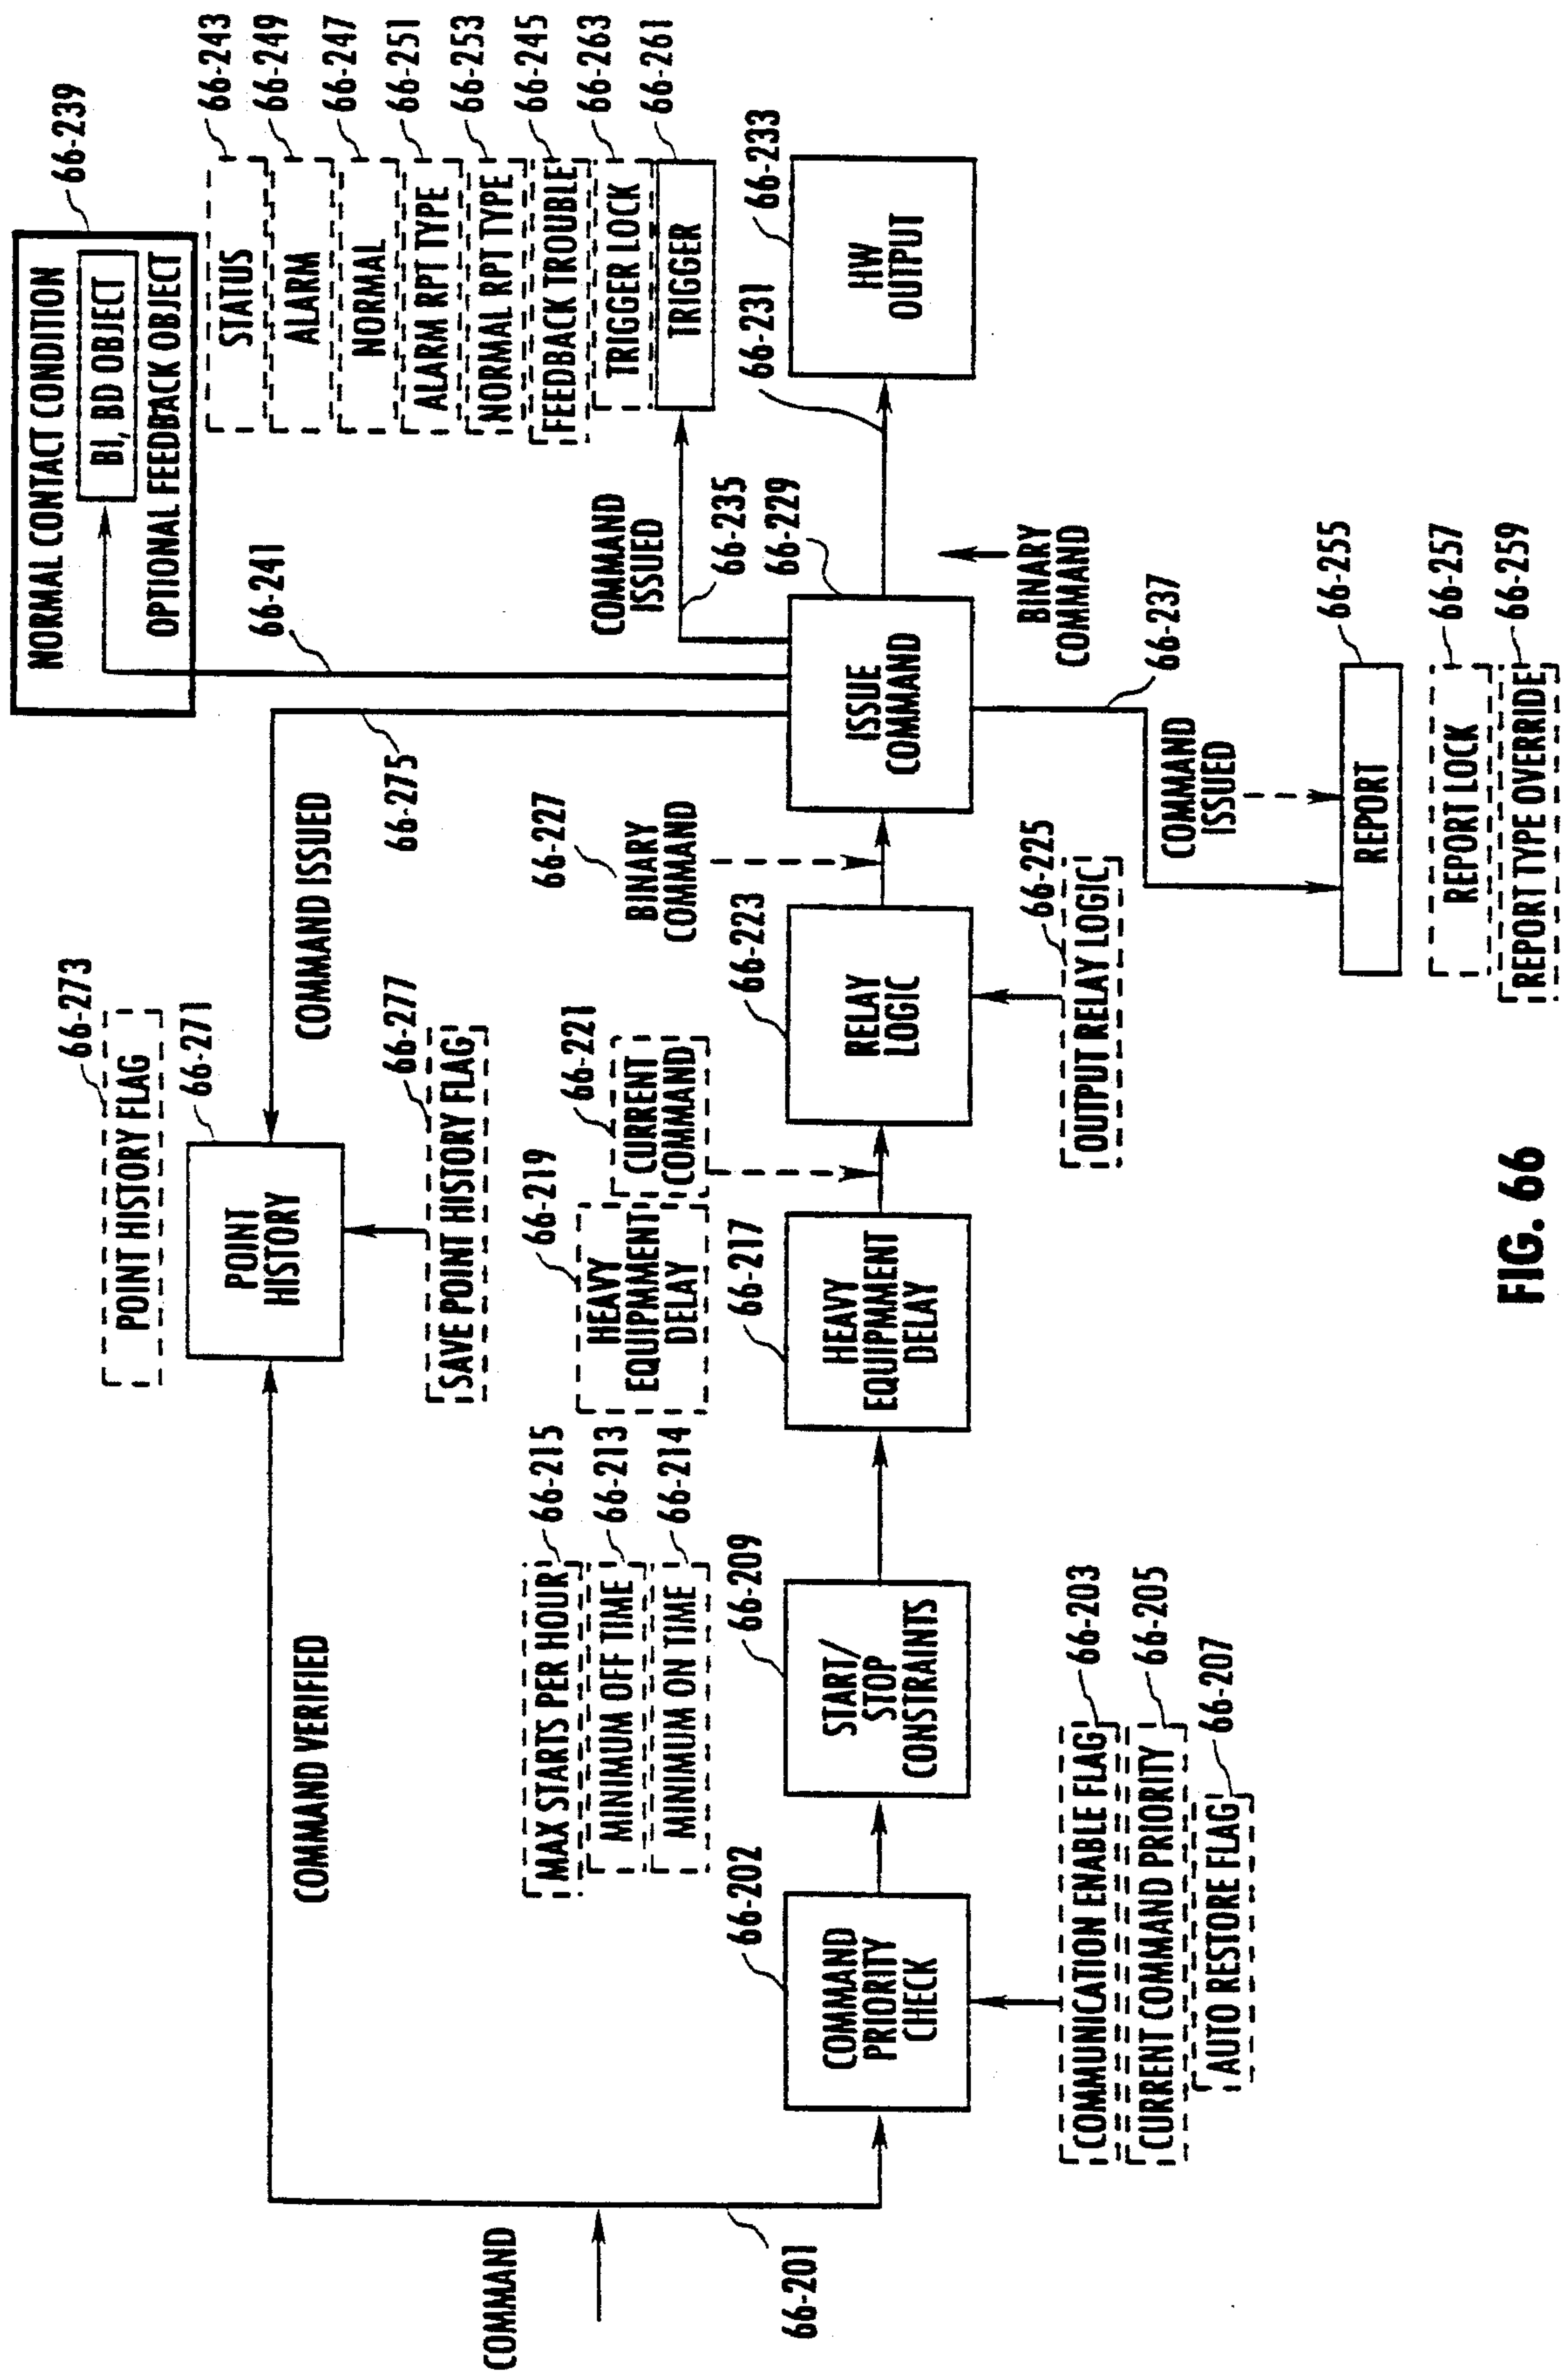 NORMAL CONTACT CONDITION
66-239
BI, BD OBJECT
OPTIONAL FEEDBACK OBJECT
66-241
STATUS
66-243
ALARM
66-249
NORMAL
66-247
ALARM RPT TYPE
66-251
NORMAL RPT TYPE
66-253
FEEDBACK TROUBLE
66-245
TRIGGER LOCK
66-263
TRIGGER
66-261
POINT HISTORY FLAG
66-273
POINT
HISTORY
66-271
SAVE POINT HISTORY FLAG
66-277
COMMAND VERIFIED
COMMAND ISSUED
66-275
COMMAND
66-201
MAX STARTS PER HOUR
66-215
MINIMUM OFF TIME
66-213
MINIMUM ON TIME
66-214
HEAVY
EQUIPMMENT
DELAY
66-219
CURRENT
COMMAND
66-221
BINARY
COMMAND
66-227
COMMAND
ISSUED
66-235
COMMAND
PRIORITY
CHECK
66-202
START/
STOP
CONSTRAINTS
66-209
HEAVY
EQUIPMMENT
DELAY
66-217
RELAY
LOGIC
66-223
ISSUE
COMMAND
66-229
66-231
HW
OUTPUT
66-233
COMMUNICATION ENABLE FLAG
66-203
CURRENT COMMAND PRIORITY
66-205
AUTO RESTORE FLAG
66-207
OUTPUT RELAY LOGIC
66-225
BINARY
COMMAND
66-237
COMMAND
ISSUED
REPORT
66-255
REPORT LOCK
66-257
REPORT TYPE OVERRIDE
66-259
FIG. 66